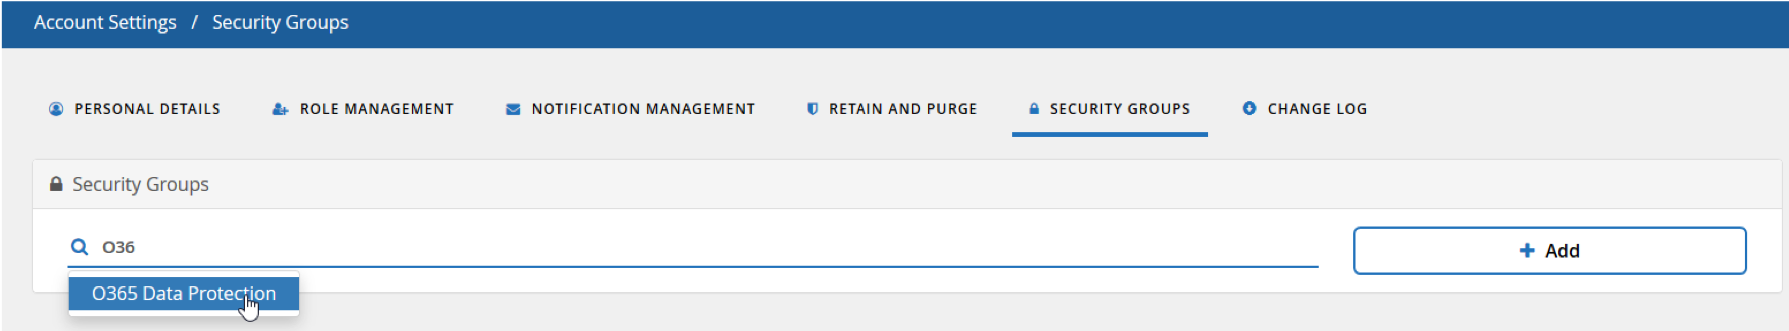 Account Settings / Security Groups
PERSONAL DETAILS ROLE MANAGEMENT NOTIFICATION MANAGEMENT RETAIN AND PURGE SECURITY GROUPS CHANGE LOG
Security Groups
O36
Add
O365 Data Protection